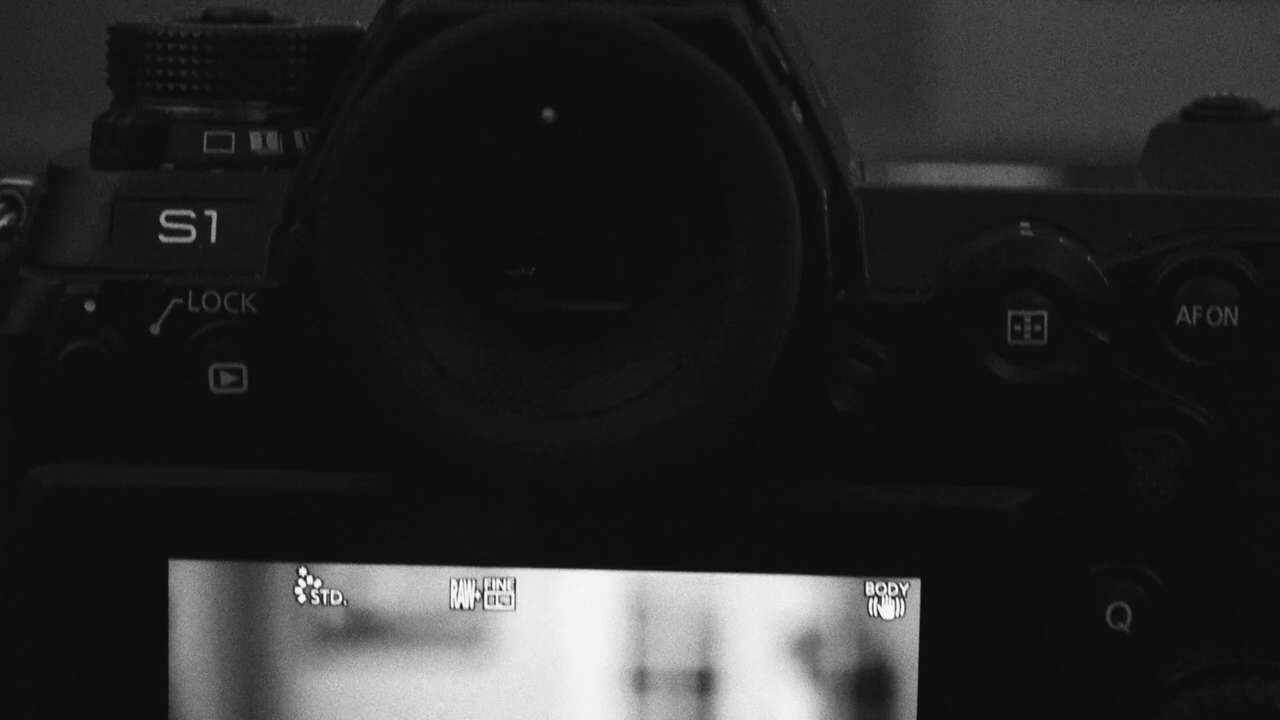 S1
LOCK
AF ON
STD.
RAW+ FINE
BODY
Q